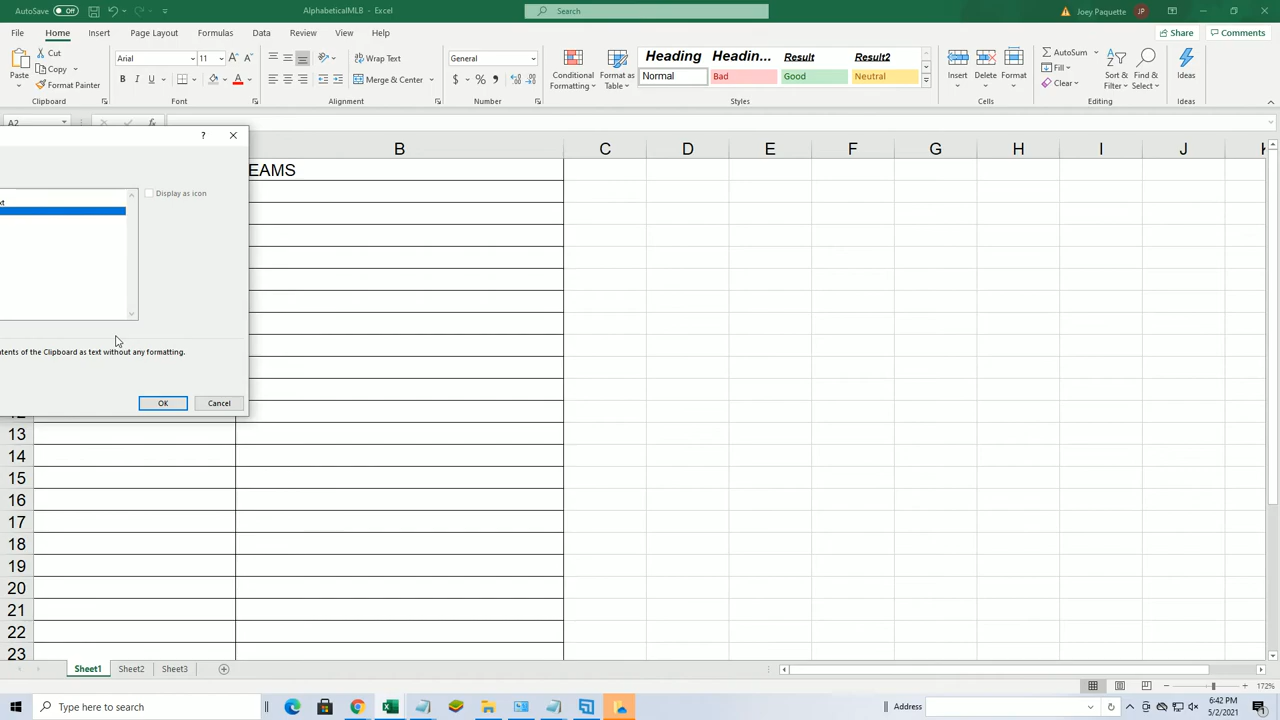 AutoSave Off AlphabeticalMLB - Excel Search Joey Paquette JP
File Home Insert Page Layout Formulas Data Review View Help Share Comments
Paste Cut Copy Format Painter Clipboard
Arial 11 A A B I U A Font
Wrap Text Merge & Center Alignment
General $ % Number
Conditional Formatting Format as Table
Heading Headin... Result Result2
Normal Bad Good Neutral
Styles
Insert Delete Format Cells
AutoSum Fill Clear Sort & Filter Find & Select Editing
Ideas Ideas
A2 fx
? ×
B C D E F G H I J
EAMS
Display as icon
ntents of the Clipboard as text without any formatting.
OK Cancel
13
14
15
16
17
18
19
20
21
22
23
Sheet1 Sheet2 Sheet3
172%
Type here to search
Address
6:42 PM
5/2/2021